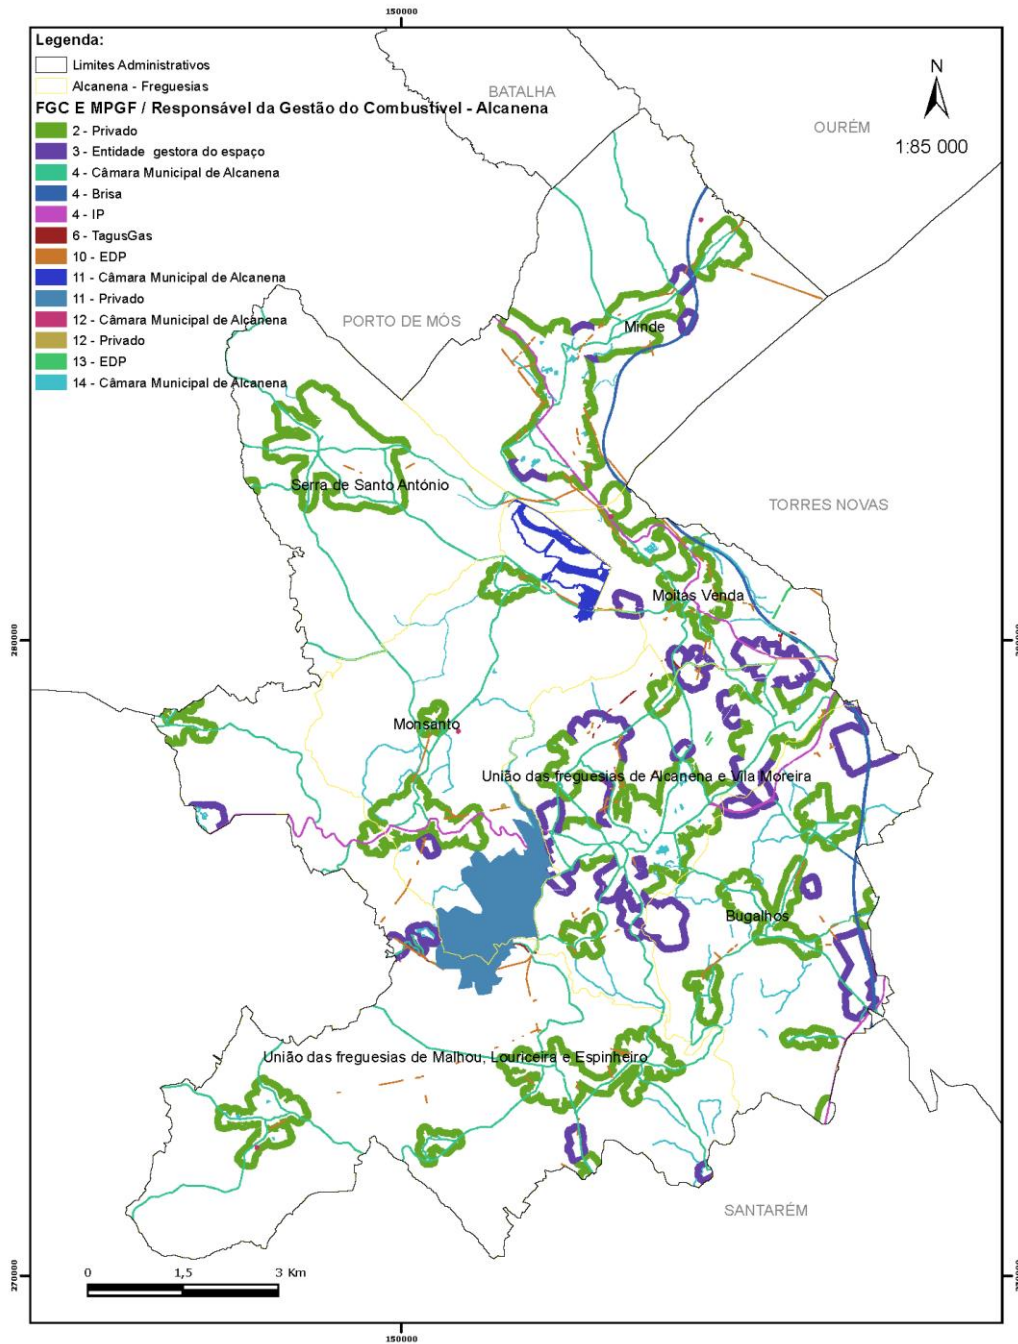 150000
Legenda:
Limites Administrativos
Alcanena - Freguesias
FGC E MPGF / Responsável da Gestão do Combustível - Alcanena
2 - Privado
3 - Entidade gestora do espaço
4 - Câmara Municipal de Alcanena
4 - Brisa
4 - IP
6 - TagusGas
10 - EDP
11 - Câmara Municipal de Alcanena
11 - Privado
12 - Câmara Municipal de Alcanena
12 - Privado
13 - EDP
14 - Câmara Municipal de Alcanena
N
1:85 000
BATALHA
OURÉM
PORTO DE MÓS
Minde
Serra de Santo António
TORRES NOVAS
Moitas Venda
280000
280000
Monsanto
União das freguesias de Alcanena e Vila Moreira
Bugalhos
União das freguesias de Malhou, Louriceira e Espinheiro
SANTARÉM
0 1,5 3 Km
270000
270000
150000